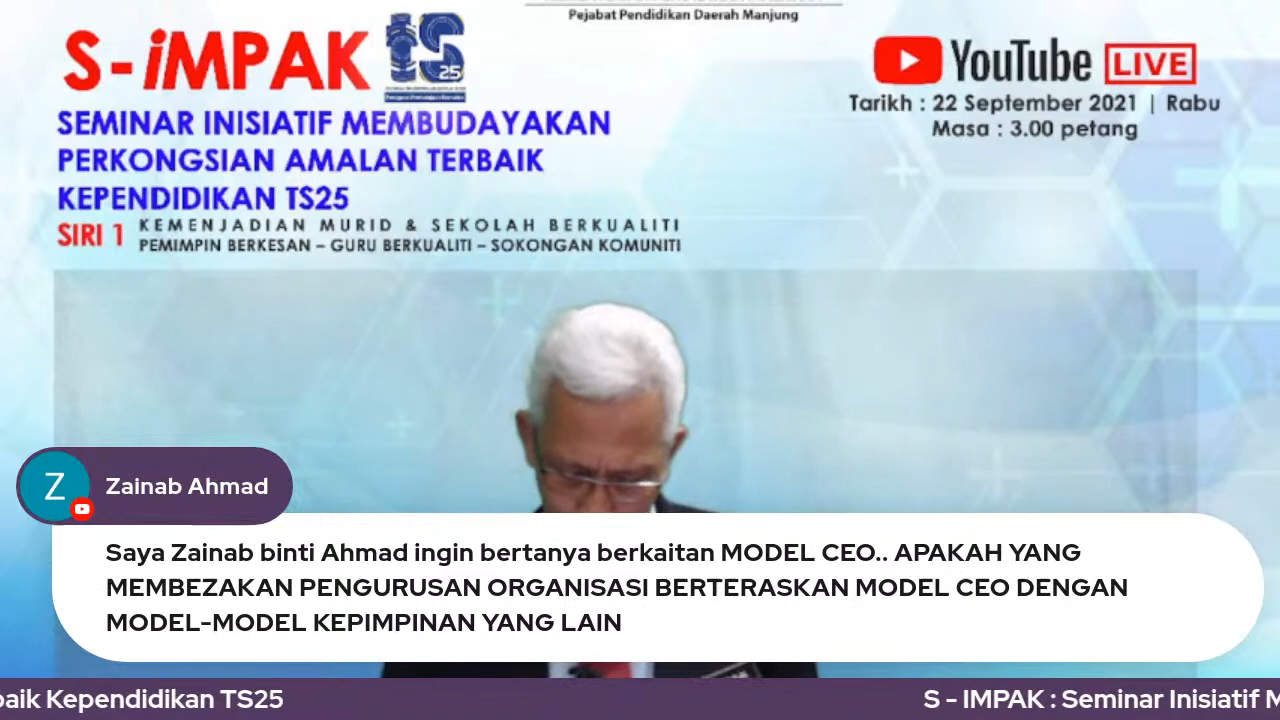 Pejabat Pendidikan Daerah Manjung
S-iMPAK
TS
25
YouTube LIVE
Tarikh : 22 September 2021 | Rabu
Masa : 3.00 petang
SEMINAR INISIATIF MEMBUDAYAKAN
PERKONGSIAN AMALAN TERBAIK
KEPENDIDIKAN TS25
SIRI 1
KEMENJADIAN MURID & SEKOLAH BERKUALITI
PEMIMPIN BERKESAN – GURU BERKUALITI – SOKONGAN KOMUNITI
Z
Zainab Ahmad
Saya Zainab binti Ahmad ingin bertanya berkaitan MODEL CEO.. APAKAH YANG
MEMBEZAKAN PENGURUSAN ORGANISASI BERTERASKAN MODEL CEO DENGAN
MODEL-MODEL KEPIMPINAN YANG LAIN
paik Kependidikan TS25
S - IMPAK : Seminar Inisiatif M